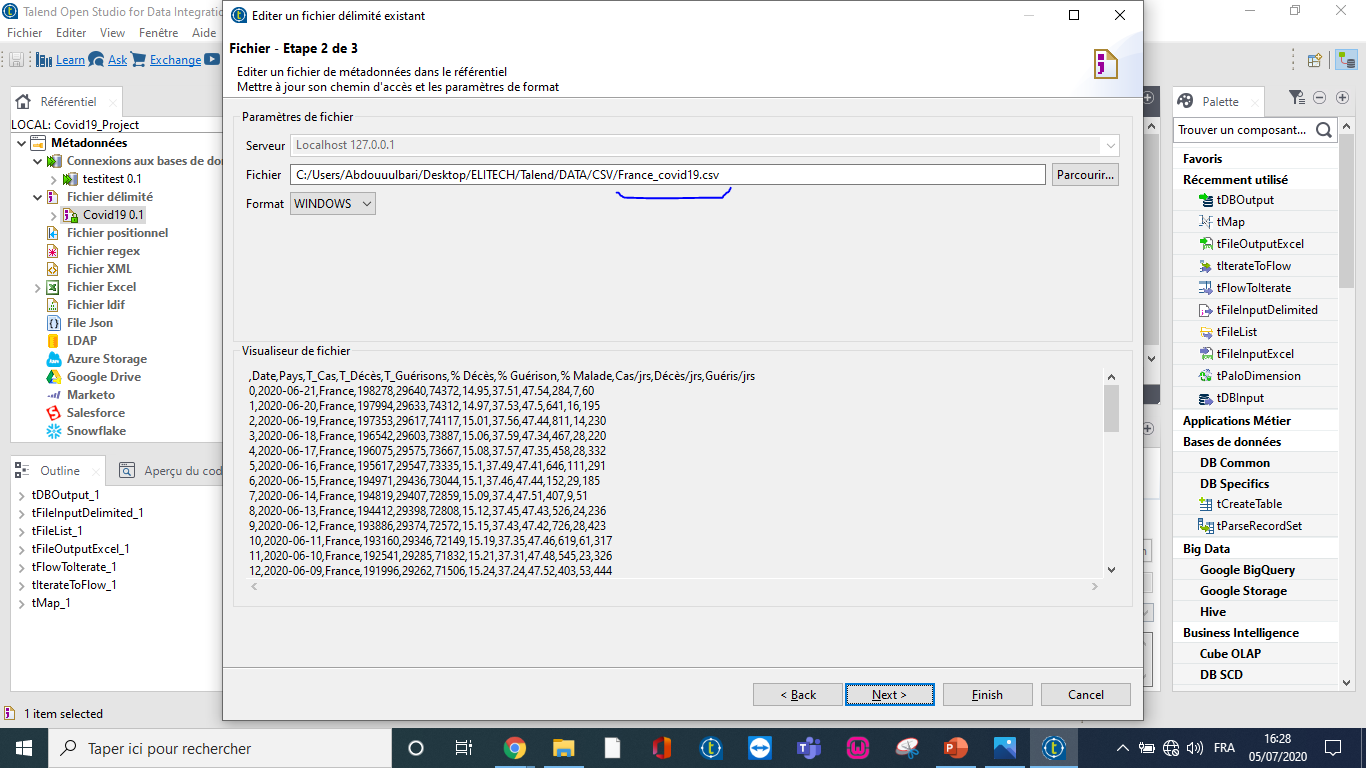 Talend Open Studio for Data Integration
Fichier Editer View Fenêtre Aide
Learn Ask Exchange
Référentiel
LOCAL: Covid19_Project
Métadonnées
Connexions aux bases de
testitest 0.1
Fichier délimité
Covid19 0.1
Fichier positionnel
Fichier regex
Fichier XML
Fichier Excel
Fichier ldif
File Json
LDAP
Azure Storage
Google Drive
Marketo
Salesforce
Snowflake
Outline
Aperçu du cod
tDBOutput_1
tFileInputDelimited_1
tFileList_1
tFileOutputExcel_1
tFlowToIterate_1
tIterateToFlow_1
tMap_1
1 item selected
Editer un fichier délimité existant
Fichier - Etape 2 de 3
Editer un fichier de métadonnées dans le référentiel
Mettre à jour son chemin d'accès et les paramètres de format
Paramètres de fichier
Serveur Localhost 127.0.0.1
Fichier C:/Users/Abdouuulbari/Desktop/ELITECH/Talend/DATA/CSV/France_covid19.csv Parcourir...
Format WINDOWS
Visualiseur de fichier
,Date,Pays,T_Cas,T_Décès,T_Guérisons,% Décès,% Guérison,% Malade,Cas/jrs,Décès/jrs,Guéris/jrs
0,2020-06-21,France,198278,29640,74372,14.95,37.51,47.54,284,7,60
1,2020-06-20,France,197994,29633,74312,14.97,37.53,47.5,641,16,195
2,2020-06-19,France,197353,29617,74117,15.01,37.56,47.44,811,14,230
3,2020-06-18,France,196542,29603,73887,15.06,37.59,47.34,467,28,220
4,2020-06-17,France,196075,29575,73667,15.08,37.57,47.35,458,28,332
5,2020-06-16,France,195617,29547,73335,15.1,37.49,47.41,646,111,291
6,2020-06-15,France,194971,29436,73044,15.1,37.46,47.44,152,29,185
7,2020-06-14,France,194819,29407,72859,15.09,37.4,47.51,407,9,51
8,2020-06-13,France,194412,29398,72808,15.12,37.45,47.43,526,24,236
9,2020-06-12,France,193886,29374,72572,15.15,37.43,47.42,726,28,423
10,2020-06-11,France,193160,29346,72149,15.19,37.35,47.46,619,61,317
11,2020-06-10,France,192541,29285,71832,15.21,37.31,47.48,545,23,326
12,2020-06-09,France,191996,29262,71506,15.24,37.24,47.52,403,53,444
< Back Next > Finish Cancel
Palette
Trouver un composant...
Favoris
Récemment utilisé
tDBOutput
tMap
tFileOutputExcel
tIterateToFlow
tFlowToIterate
tFileInputDelimited
tFileList
tFileInputExcel
tPaloDimension
tDBInput
Applications Métier
Bases de données
DB Common
DB Specifics
tCreateTable
tParseRecordSet
Big Data
Google BigQuery
Google Storage
Hive
Business Intelligence
Cube OLAP
DB SCD
Taper ici pour rechercher
FRA
16:28
05/07/2020